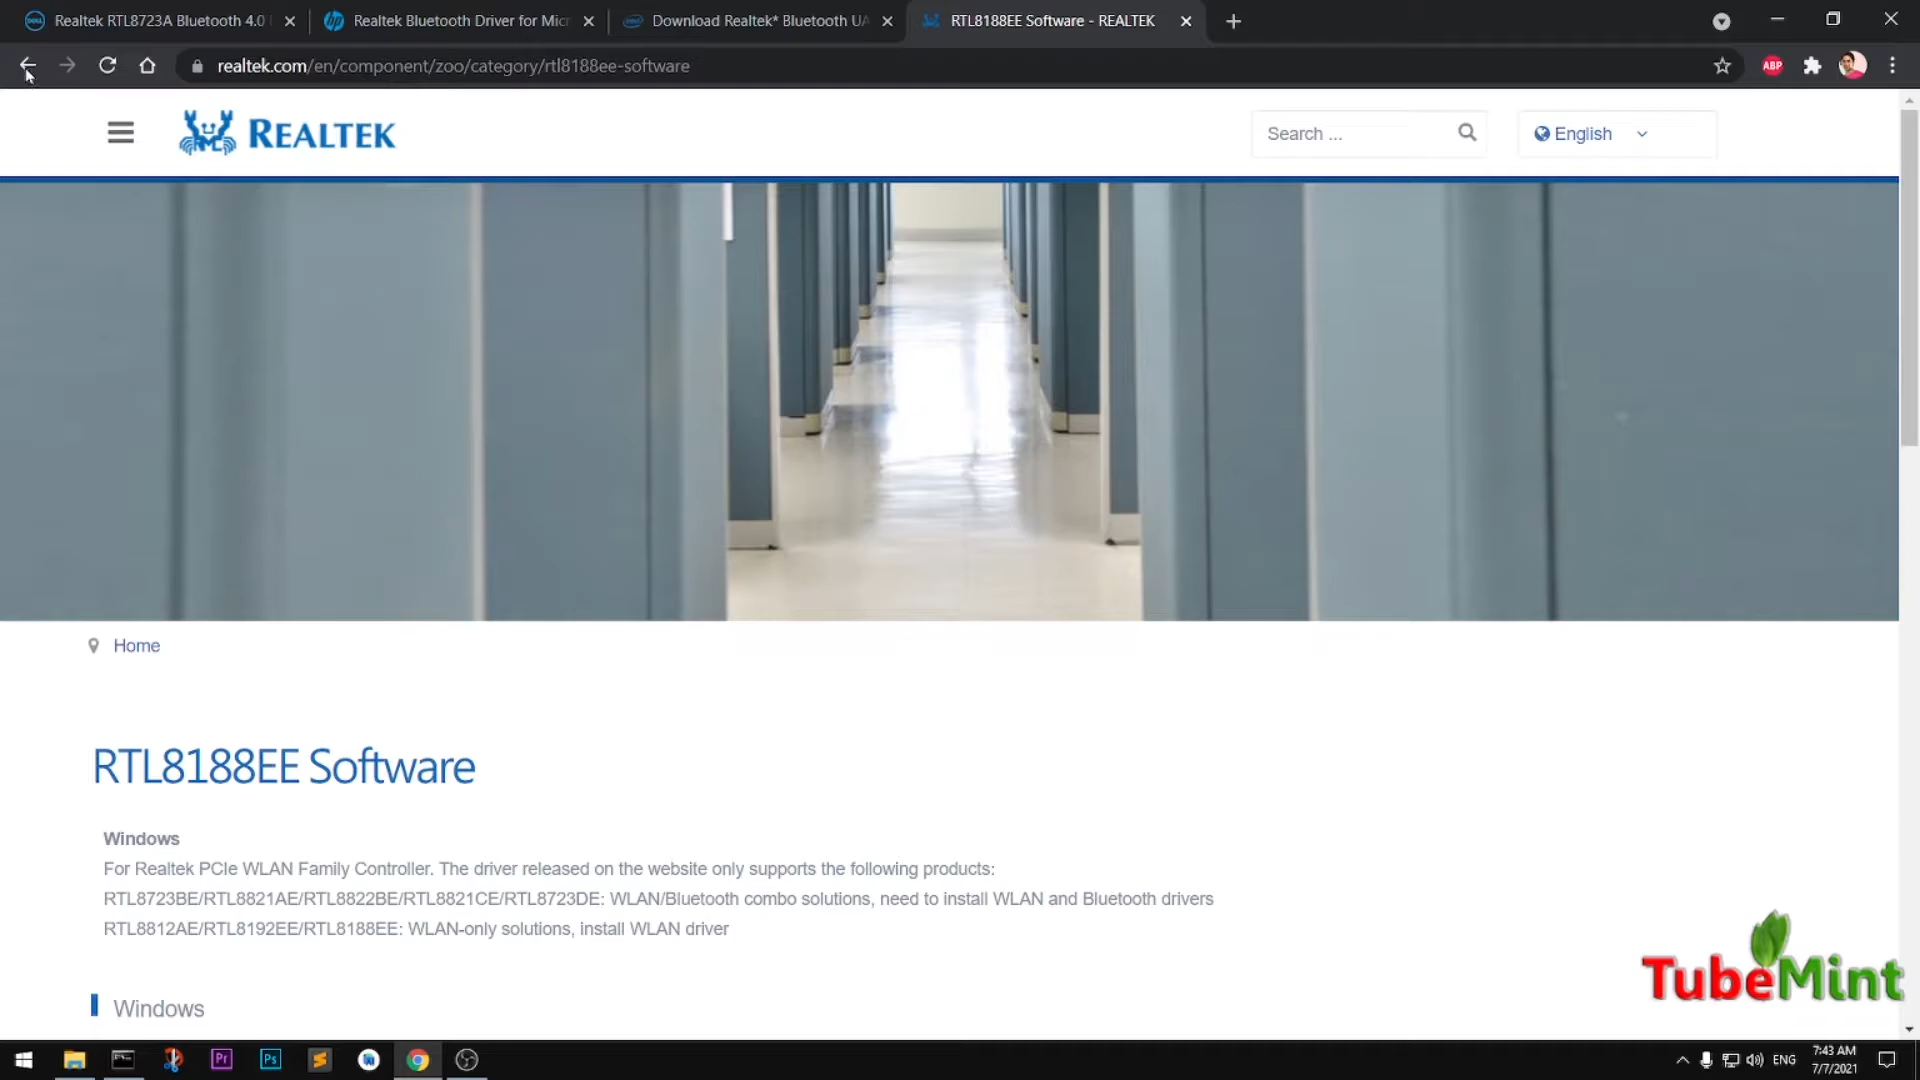 Realtek RTL8723A Bluetooth 4.0
Realtek Bluetooth Driver for Mic
Download Realtek* Bluetooth UA
RTL8188EE Software - REALTEK
realtek.com/en/component/zoo/category/rtl8188ee-software
ABP
REALTEK
Search ...
English
Home
RTL8188EE Software
Windows
For Realtek PCIe WLAN Family Controller. The driver released on the website only supports the following products:
RTL8723BE/RTL8821AE/RTL8822BE/RTL8821CE/RTL8723DE: WLAN/Bluetooth combo solutions, need to install WLAN and Bluetooth drivers
RTL8812AE/RTL8192EE/RTL8188EE: WLAN-only solutions, install WLAN driver
TubeMint
Windows
Pr
Ps
ENG
7:43 AM
7/7/2021